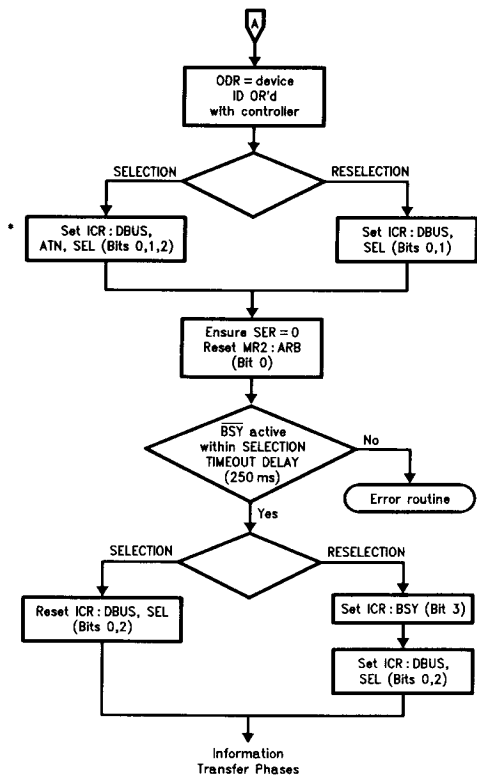 A
ODR = device
ID OR'd
with controller
SELECTION
RESELECTION
*
Set ICR : DBUS,
ATN, SEL (Bits 0,1,2)
Set ICR : DBUS,
SEL (Bits 0,1)
Ensure SER = 0
Reset MR2 : ARB
(Bit 0)
BSY active
within SELECTION
TIMEOUT DELAY
(250 ms)
No
Error routine
Yes
SELECTION
RESELECTION
Reset ICR : DBUS, SEL
(Bits 0,2)
Set ICR : BSY (Bit 3)
Set ICR : DBUS,
SEL (Bits 0,2)
Information
Transfer Phases